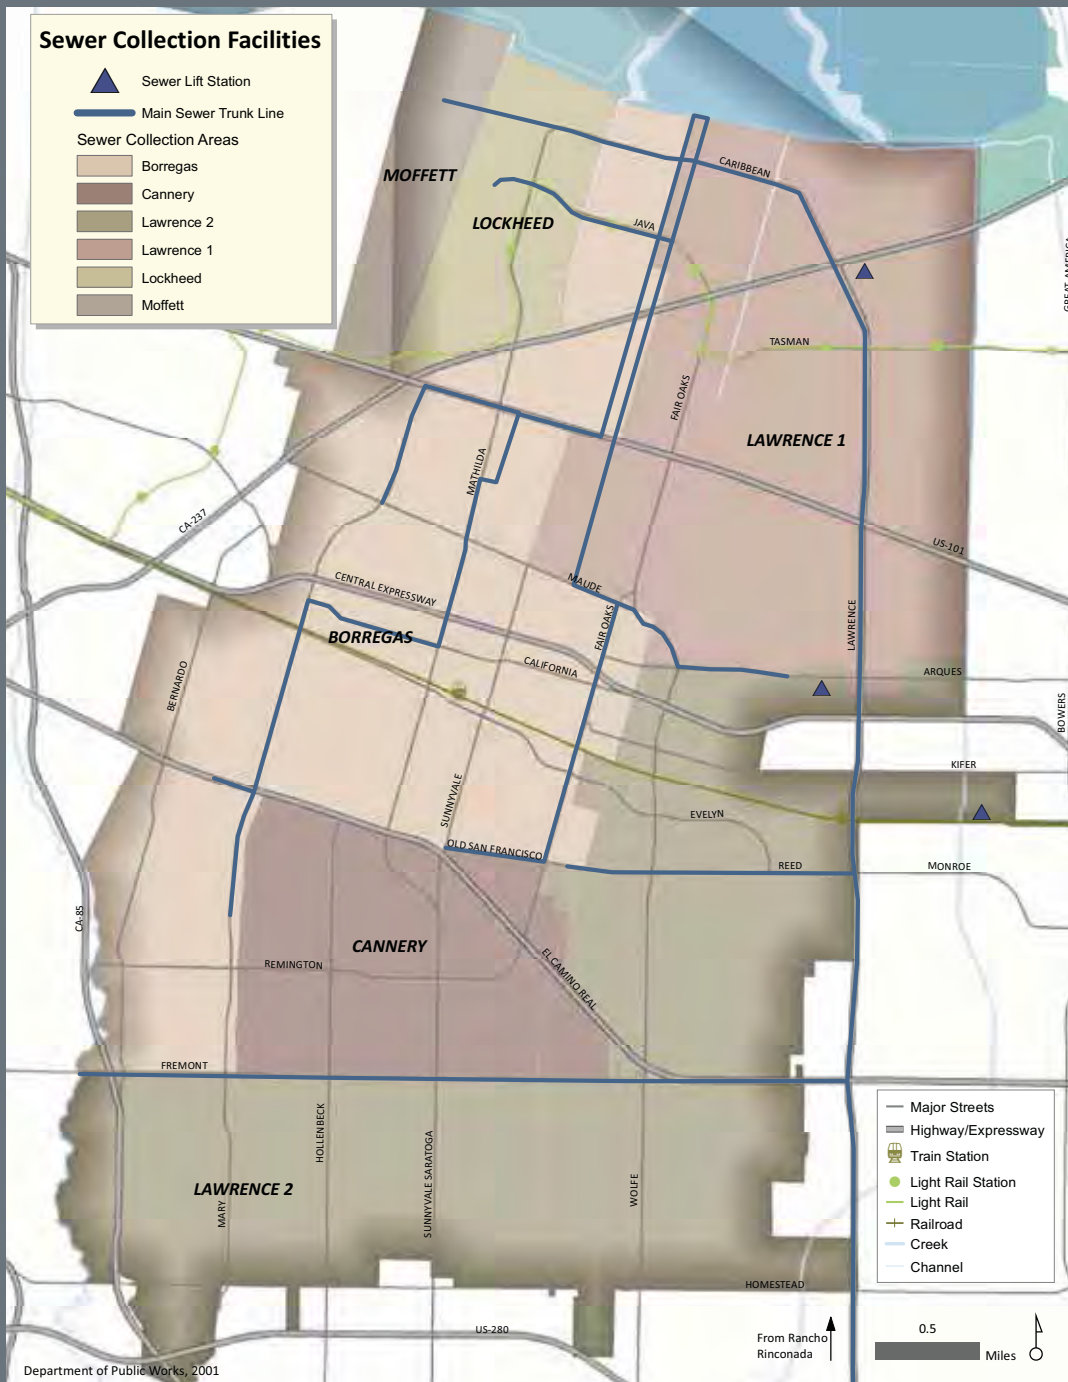 Sewer Collection Facilities
Sewer Lift Station
Main Sewer Trunk Line
Sewer Collection Areas
Borregas
Cannery
Lawrence 2
Lawrence 1
Lockheed
Moffett
MOFFETT
LOCKHEED
CARIBBEAN
JAVA
GREAT AMERICA
TASMAN
FAIR OAKS
LAWRENCE 1
MATHILDA
CA-237
US-101
CENTRAL EXPRESSWAY
MAUDE
FAIR OAKS
LAWRENCE
BORREGAS
CALIFORNIA
ARQUES
BERNARDO
BOWERS
KIFER
SUNNYVALE
EVELYN
OLD SAN FRANCISCO
REED
MONROE
CA-85
CANNERY
REMINGTON
EL CAMINO REAL
FREMONT
HOLLENBECK
SUNNYVALE SARATOGA
WOLFE
MARY
LAWRENCE 2
Major Streets
Highway/Expressway
Train Station
Light Rail Station
Light Rail
Railroad
Creek
Channel
HOMESTEAD
US-280
From Rancho
Rinconada
0.5
Miles
Department of Public Works, 2001